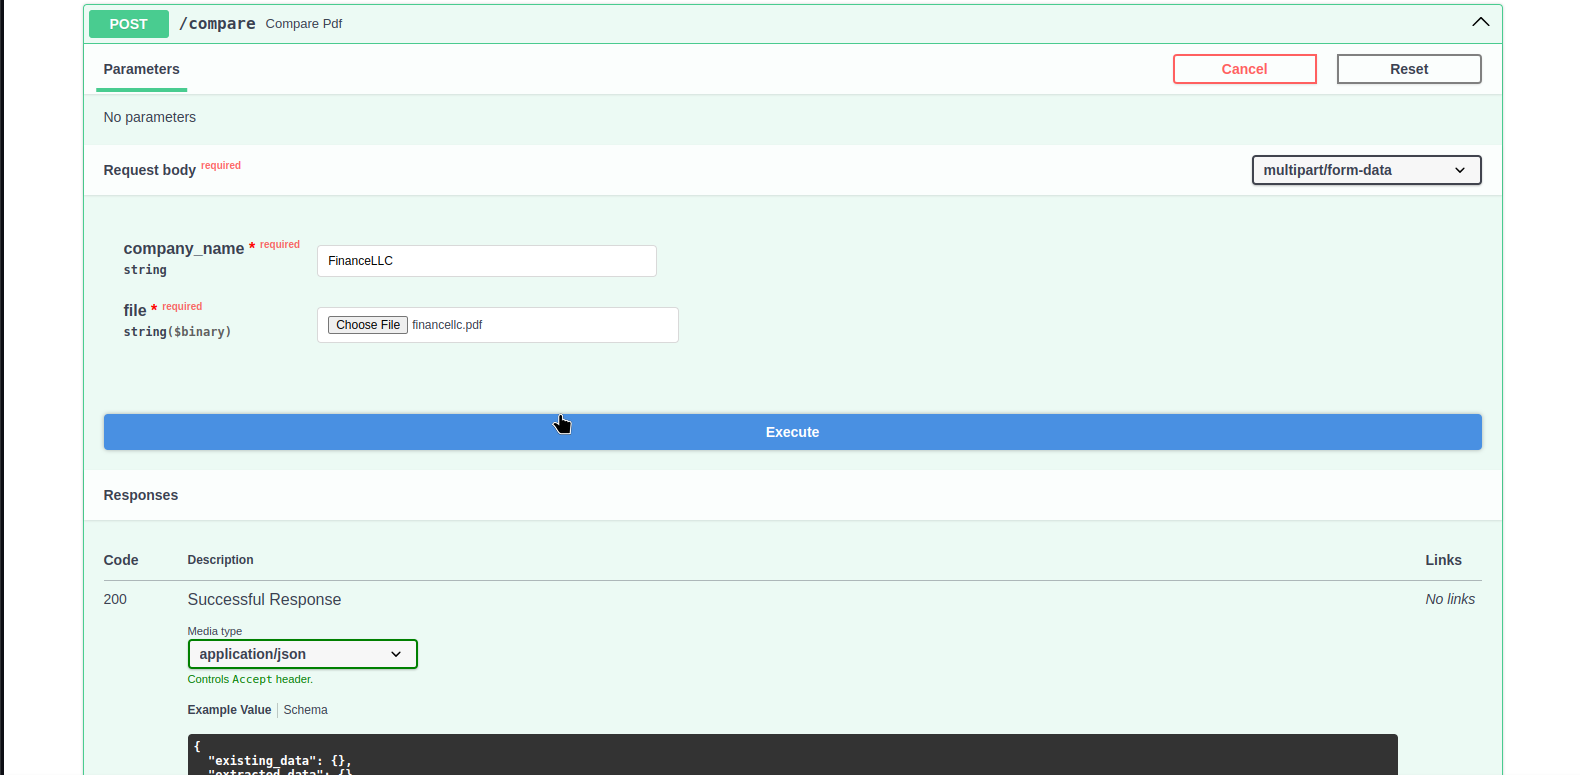 POST /compare Compare Pdf
Parameters
Cancel
Reset
No parameters
Request body required
multipart/form-data
company_name * required
string
FinanceLLC
file * required
string($binary)
Choose File financellc.pdf
Execute
Responses
Code Description Links
200 Successful Response No links
Media type
application/json
Controls Accept header.
Example Value Schema
{
"existing_data": {},
"extracted_data": {}